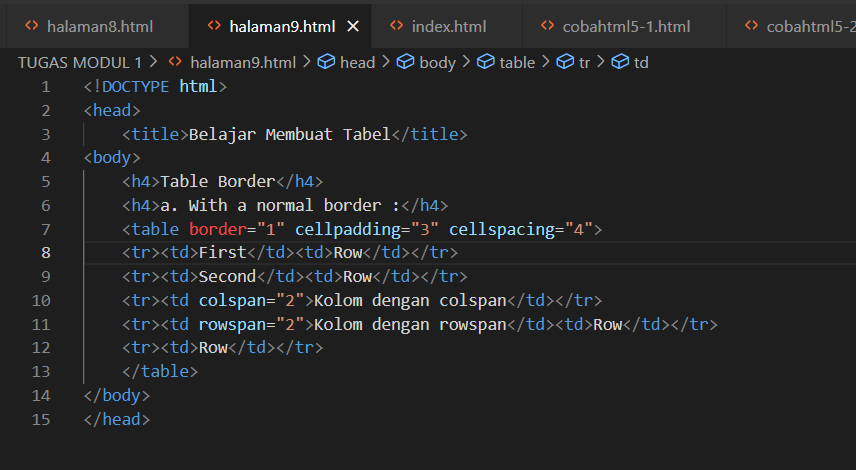 halaman8.html halaman9.html × index.html cobahtml5-1.html cobahtml5-2
TUGAS MODUL 1 > halaman9.html > head > body > table > tr > td
1 <!DOCTYPE html>
2 <head>
3 <title>Belajar Membuat Tabel</title>
4 <body>
5 <h4>Table Border</h4>
6 <h4>a. With a normal border :</h4>
7 <table border="1" cellpadding="3" cellspacing="4">
8 <tr><td>First</td><td>Row</td></tr>
9 <tr><td>Second</td><td>Row</td></tr>
10 <tr><td colspan="2">Kolom dengan colspan</td></tr>
11 <tr><td rowspan="2">Kolom dengan rowspan</td><td>Row</td></tr>
12 <tr><td>Row</td></tr>
13 </table>
14 </body>
15 </head>